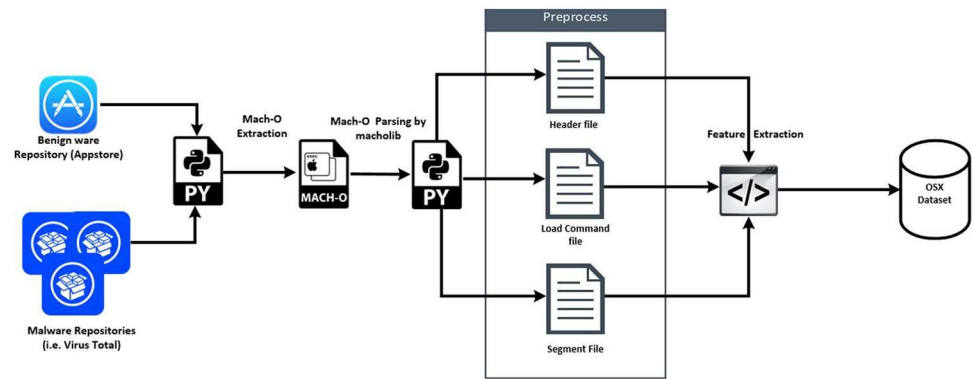 Preprocess
Benign ware
Repository (Appstore)
Malware Repositories
(i.e. Virus Total)
PY
Mach-O
Extraction
exec
MACH-O
Mach-O Parsing by
macholib
PY
Header file
Load Command
file
Segment File
Feature Extraction
</>
OSX
Dataset